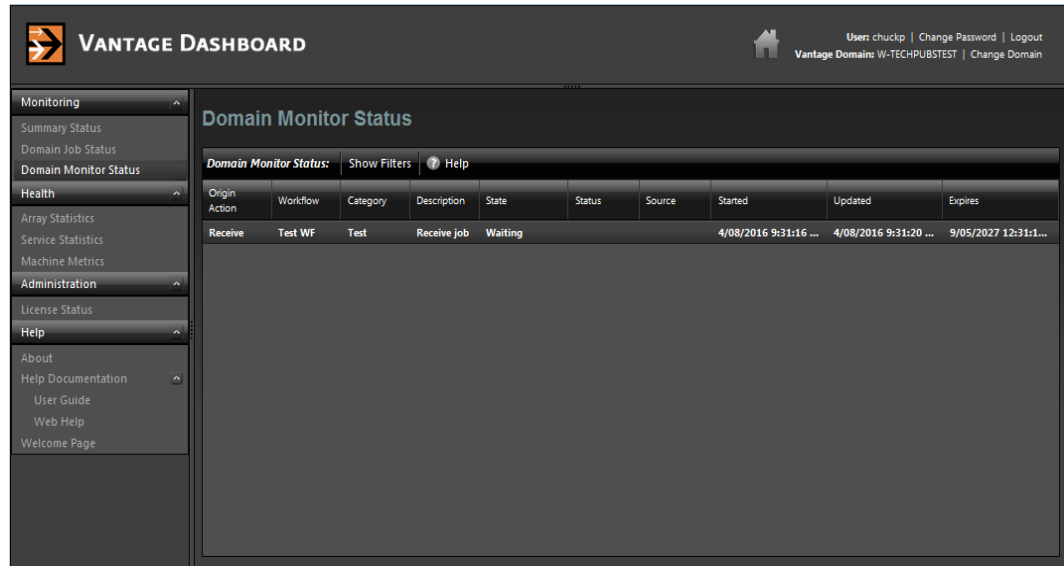 VANTAGE DASHBOARD
User: chuckp | Change Password | Logout
Vantage Domain: W-TECHPUBSTEST | Change Domain
Monitoring
Summary Status
Domain Job Status
Domain Monitor Status
Health
Array Statistics
Service Statistics
Machine Metrics
Administration
License Status
Help
About
Help Documentation
User Guide
Web Help
Welcome Page
Domain Monitor Status
Domain Monitor Status: Show Filters ? Help
Origin Action Workflow Category Description State Status Source Started Updated Expires
Receive Test WF Test Receive job Waiting 4/08/2016 9:31:16 ... 4/08/2016 9:31:20 ... 9/05/2027 12:31:1...